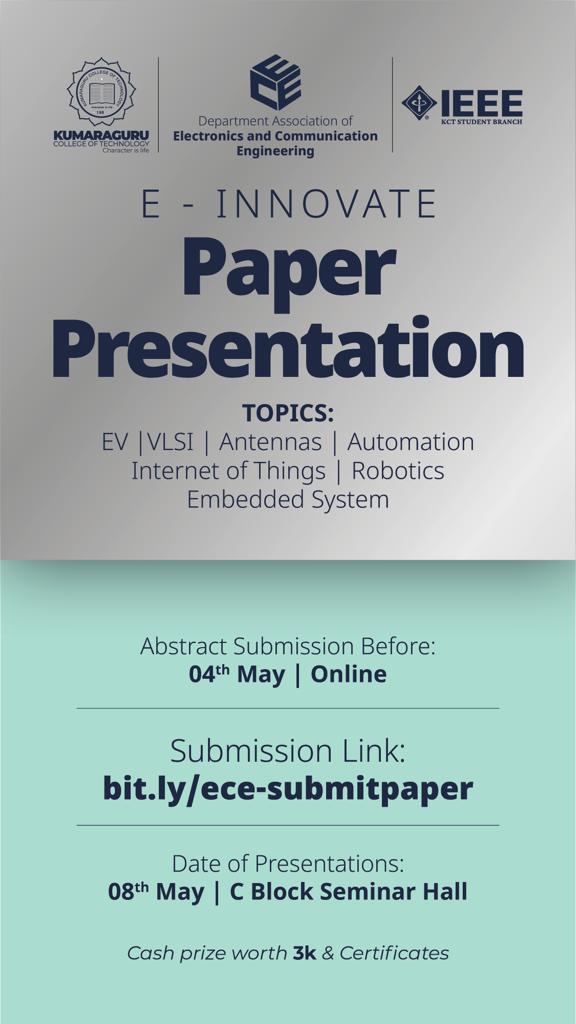 KUMARAGURU
COLLEGE OF TECHNOLOGY
Character is life
ECE
Department Association of
Electronics and Communication
Engineering
IEEE
KCT STUDENT BRANCH
E - INNOVATE
Paper
Presentation
TOPICS:
EV |VLSI | Antennas | Automation
Internet of Things | Robotics
Embedded System
Abstract Submission Before:
04th May | Online
Submission Link:
bit.ly/ece-submitpaper
Date of Presentations:
08th May | C Block Seminar Hall
Cash prize worth 3k & Certificates